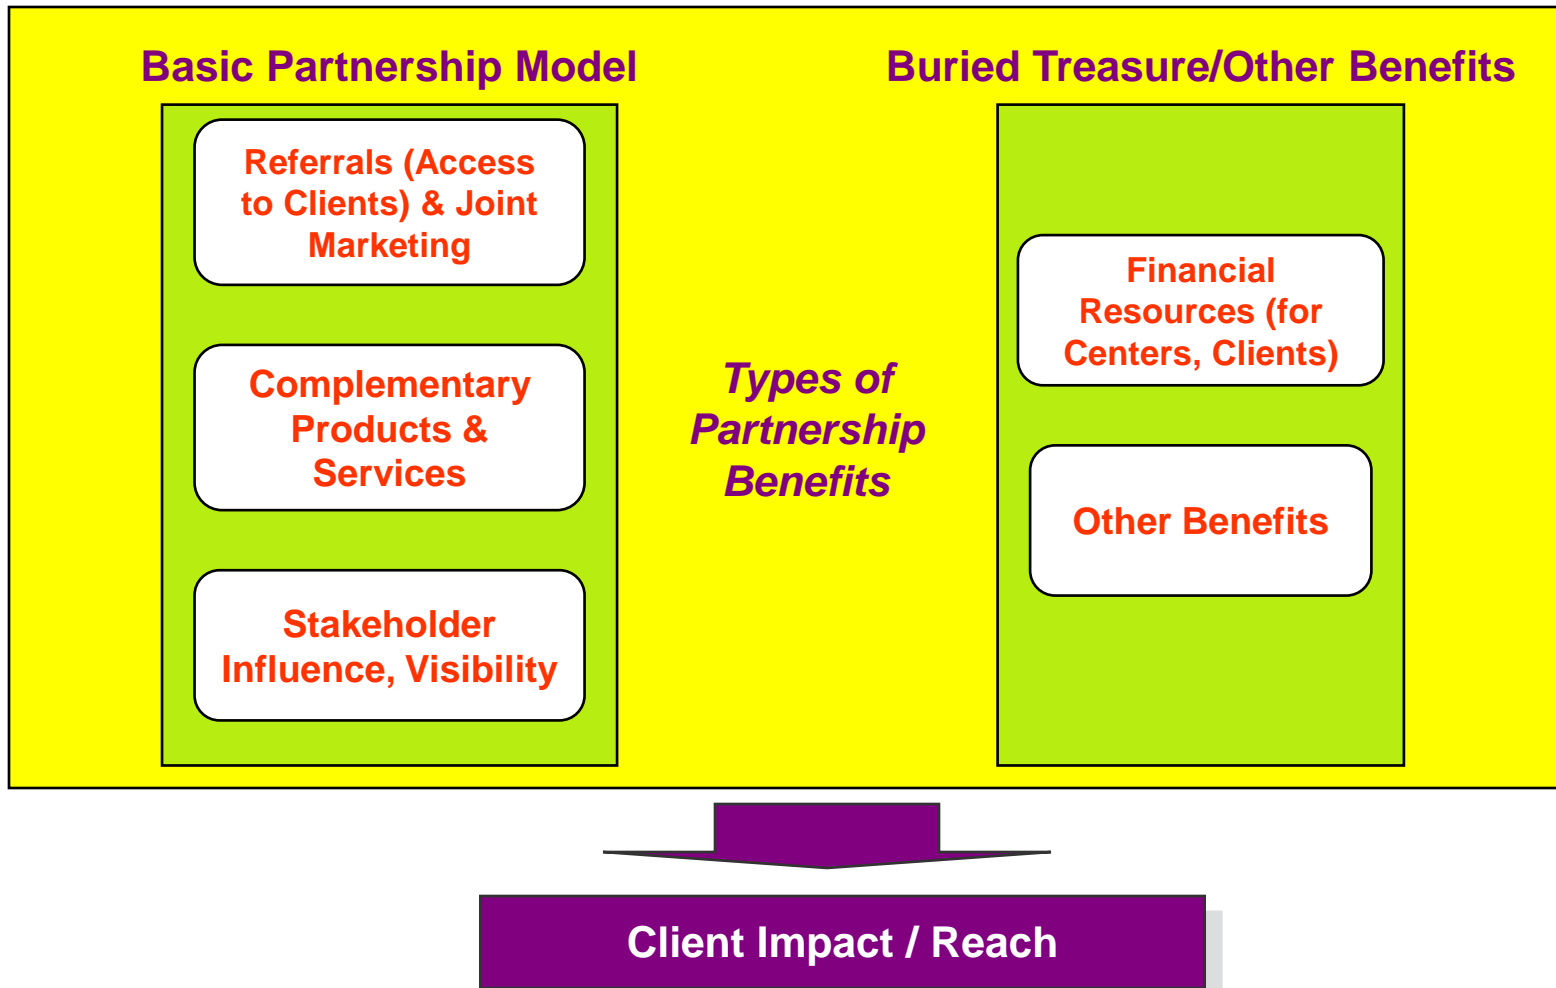 Basic Partnership Model
Buried Treasure/Other Benefits
Referrals (Access
to Clients) & Joint
Marketing
Complementary
Products &
Services
Stakeholder
Influence, Visibility
Types of
Partnership
Benefits
Financial
Resources (for
Centers, Clients)
Other Benefits
Client Impact / Reach